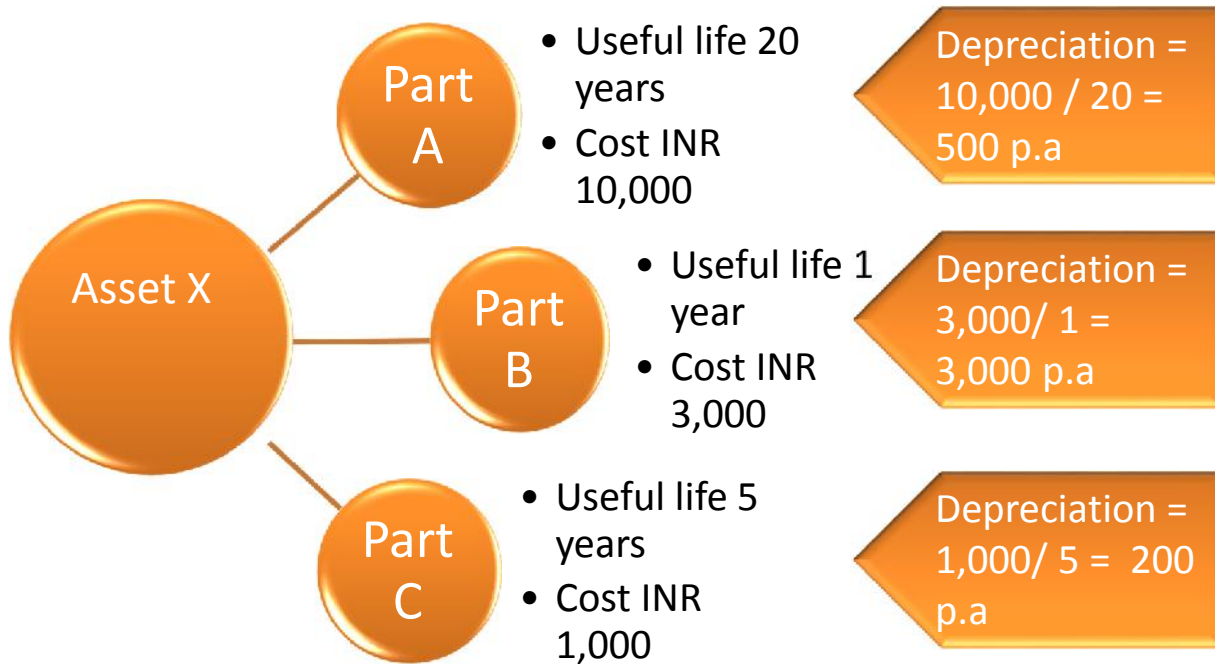 Asset X
Part
A
• Useful life 20
years
• Cost INR
10,000
Depreciation =
10,000 / 20 =
500 p.a
Part
B
• Useful life 1
year
• Cost INR
3,000
Depreciation =
3,000/ 1 =
3,000 p.a
Part
C
• Useful life 5
years
• Cost INR
1,000
Depreciation =
1,000/ 5 =  200
p.a